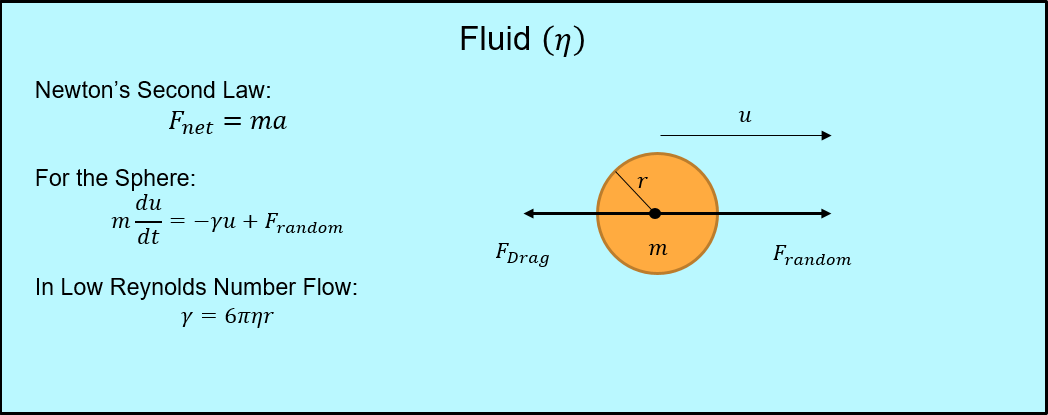 Fluid (η)
Newton's Second Law:
F_net = ma
For the Sphere:
m du/dt = −γu + F_random
In Low Reynolds Number Flow:
γ = 6πηr
u
r
m
F_Drag
F_random